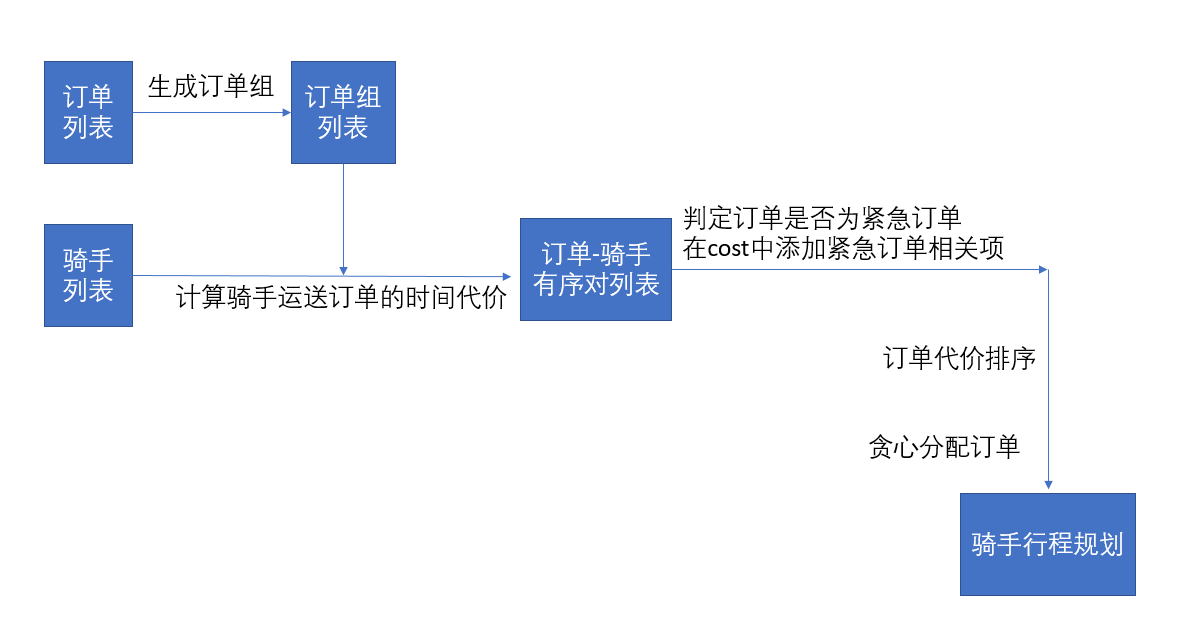 订单
列表
生成订单组
订单组
列表
骑手
列表
计算骑手运送订单的时间代价
订单-骑手
有序对列表
判定订单是否为紧急订单
在cost中添加紧急订单相关项
订单代价排序
贪心分配订单
骑手行程规划